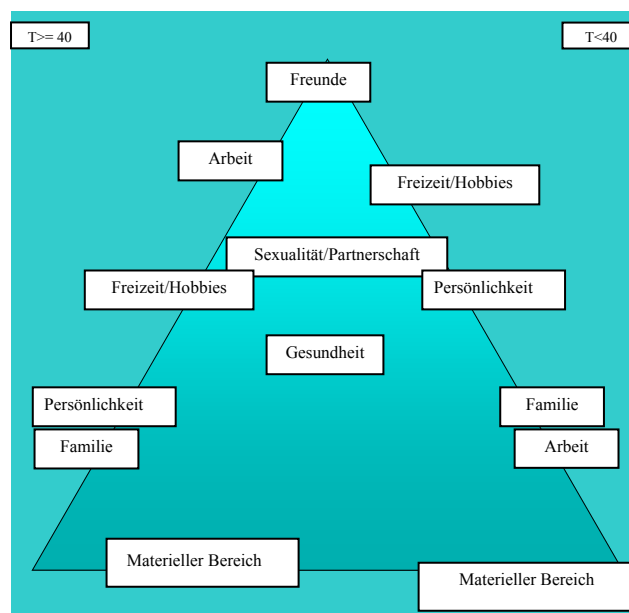 T>= 40
T<40
Freunde
Arbeit
Freizeit/Hobbies
Sexualität/Partnerschaft
Freizeit/Hobbies
Persönlichkeit
Gesundheit
Persönlichkeit
Familie
Familie
Arbeit
Materieller Bereich
Materieller Bereich